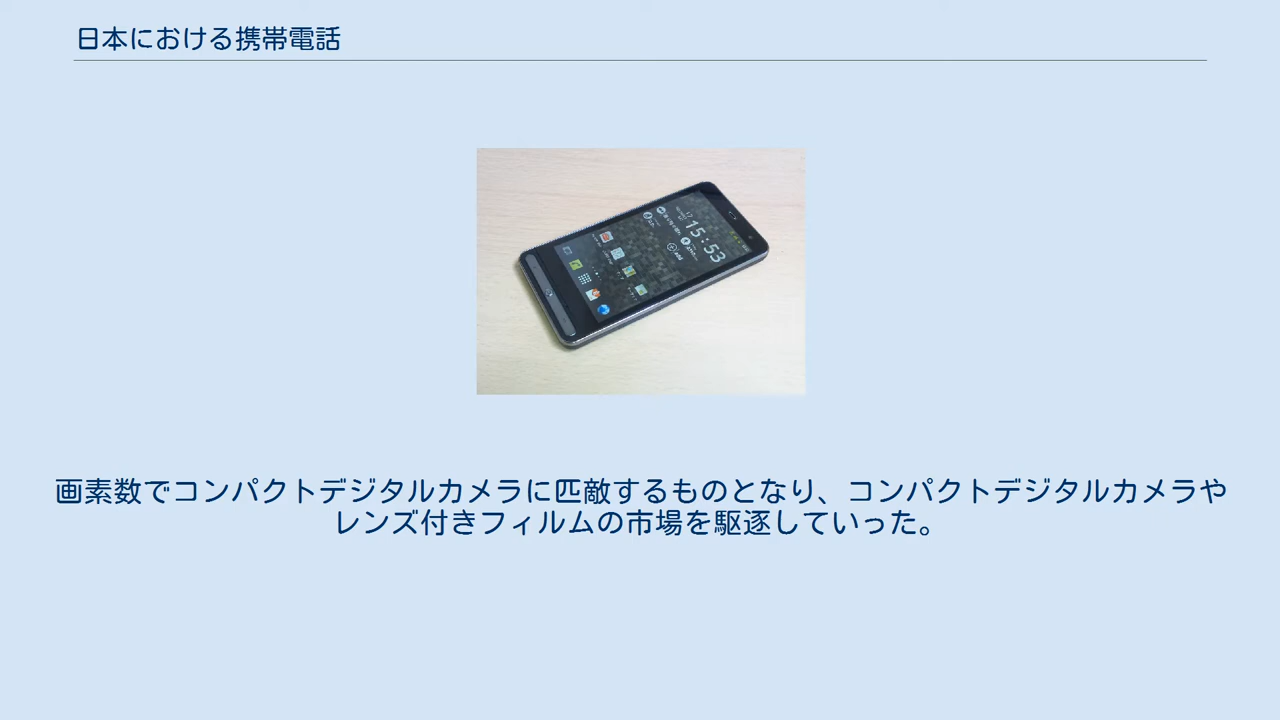 日本における携帯電話
15:53
画素数でコンパクトデジタルカメラに匹敵するものとなり、コンパクトデジタルカメラや
レンズ付きフィルムの市場を駆逐していった。